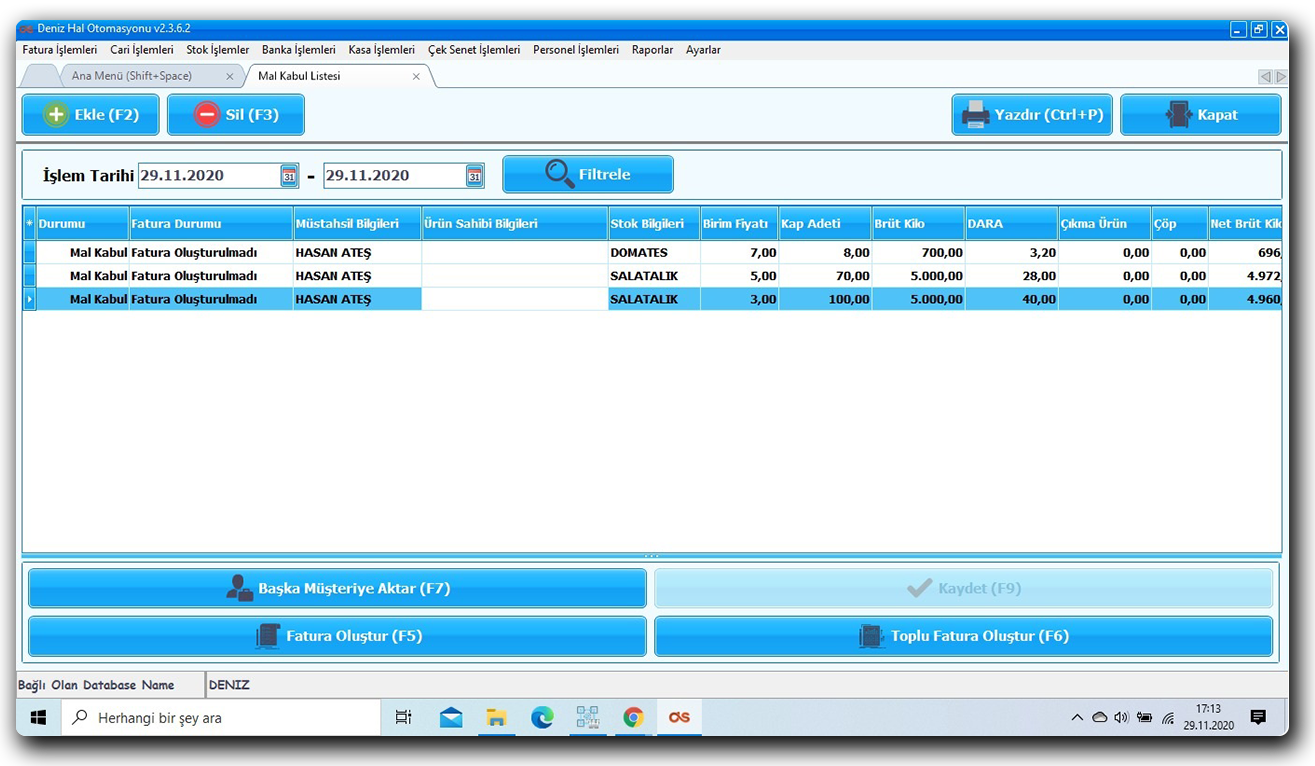 Deniz Hal Otomasyonu v2.3.6.2
Fatura İşlemleri Cari İşlemleri Stok İşlemler Banka İşlemleri Kasa İşlemleri Çek Senet İşlemleri Personel İşlemleri Raporlar Ayarlar
Ana Menü (Shift+Space) Mal Kabul Listesi
Ekle (F2) Sil (F3) Yazdır (Ctrl+P) Kapat
İşlem Tarihi 29.11.2020 31 - 29.11.2020 31 Filtrele
* Durumu Fatura Durumu Müstahsil Bilgileri Ürün Sahibi Bilgileri Stok Bilgileri Birim Fiyatı Kap Adeti Brüt Kilo DARA Çıkma Ürün Çöp Net Brüt Kik
Mal Kabul Fatura Oluşturulmadı HASAN ATEŞ DOMATES 7,00 8,00 700,00 3,20 0,00 0,00 696,
Mal Kabul Fatura Oluşturulmadı HASAN ATEŞ SALATALIK 5,00 70,00 5.000,00 28,00 0,00 0,00 4.972,
Mal Kabul Fatura Oluşturulmadı HASAN ATEŞ SALATALIK 3,00 100,00 5.000,00 40,00 0,00 0,00 4.960,
Başka Müşteriye Aktar (F7) Kaydet (F9)
Fatura Oluştur (F5) Toplu Fatura Oluştur (F6)
Bağlı Olan Database Name DENIZ
Herhangi bir şey ara
17:13
29.11.2020